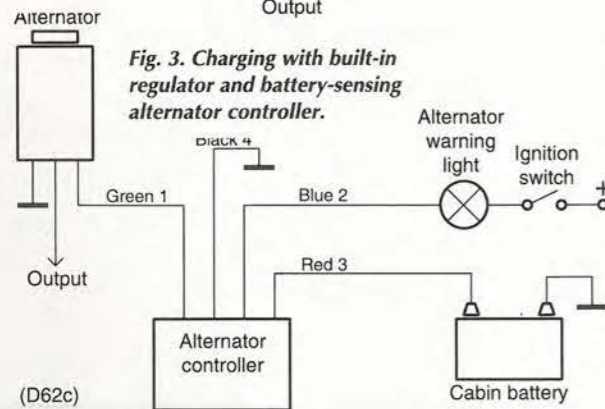 Output
Alternator
Fig. 3. Charging with built-in
regulator and battery-sensing
alternator controller.
Black 4
Alternator
warning
light
Ignition
switch
+
Green 1
Blue 2
Output
Red 3
Alternator
controller
Cabin battery
(D62c)